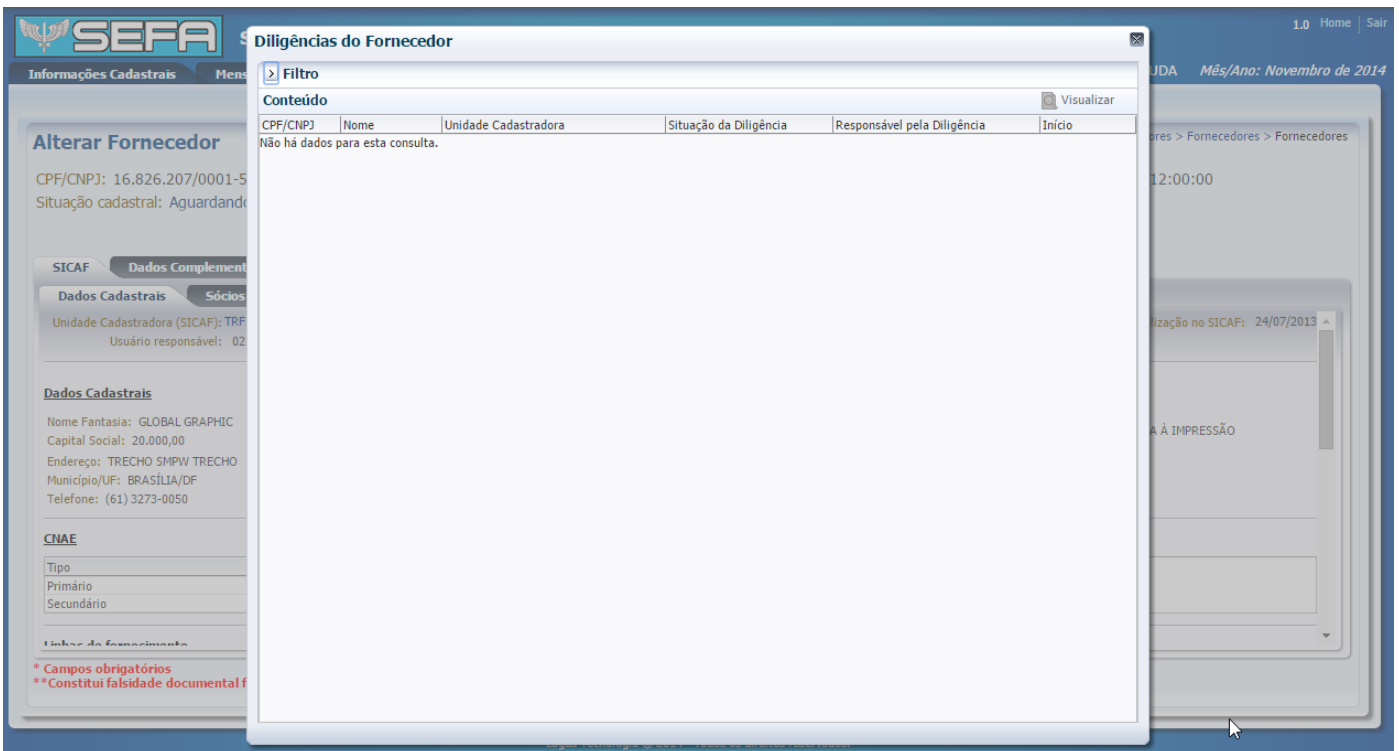 SEFA
1.0 Home | Sair
Informações Cadastrais
Mês/Ano: Novembro de 2014
Diligências do Fornecedor
Filtro
Conteúdo Visualizar
CPF/CNPJ Nome Unidade Cadastradora Situação da Diligência Responsável pela Diligência Início
Não há dados para esta consulta.
Alterar Fornecedor
> Fornecedores > Fornecedores
CPF/CNPJ: 16.826.207/0001-5
12:00:00
Situação cadastral:
SICAF Dados
Dados Cadastrais Sócios
Unidade Cadastradora (SICAF): TRF
no SICAF: 24/07/2013
Usuário responsável: 02
Dados Cadastrais
Nome Fantasia: GLOBAL GRAPHIC
Capital Social: 20.000,00
À IMPRESSÃO
Endereço: TRECHO SMPW TRECHO
Município/UF: BRASÍLIA/DF
Telefone: (61) 3273-0050
CNAE
Tipo
Primário
Secundário
* Campos obrigatórios
**Constitui falsidade documental